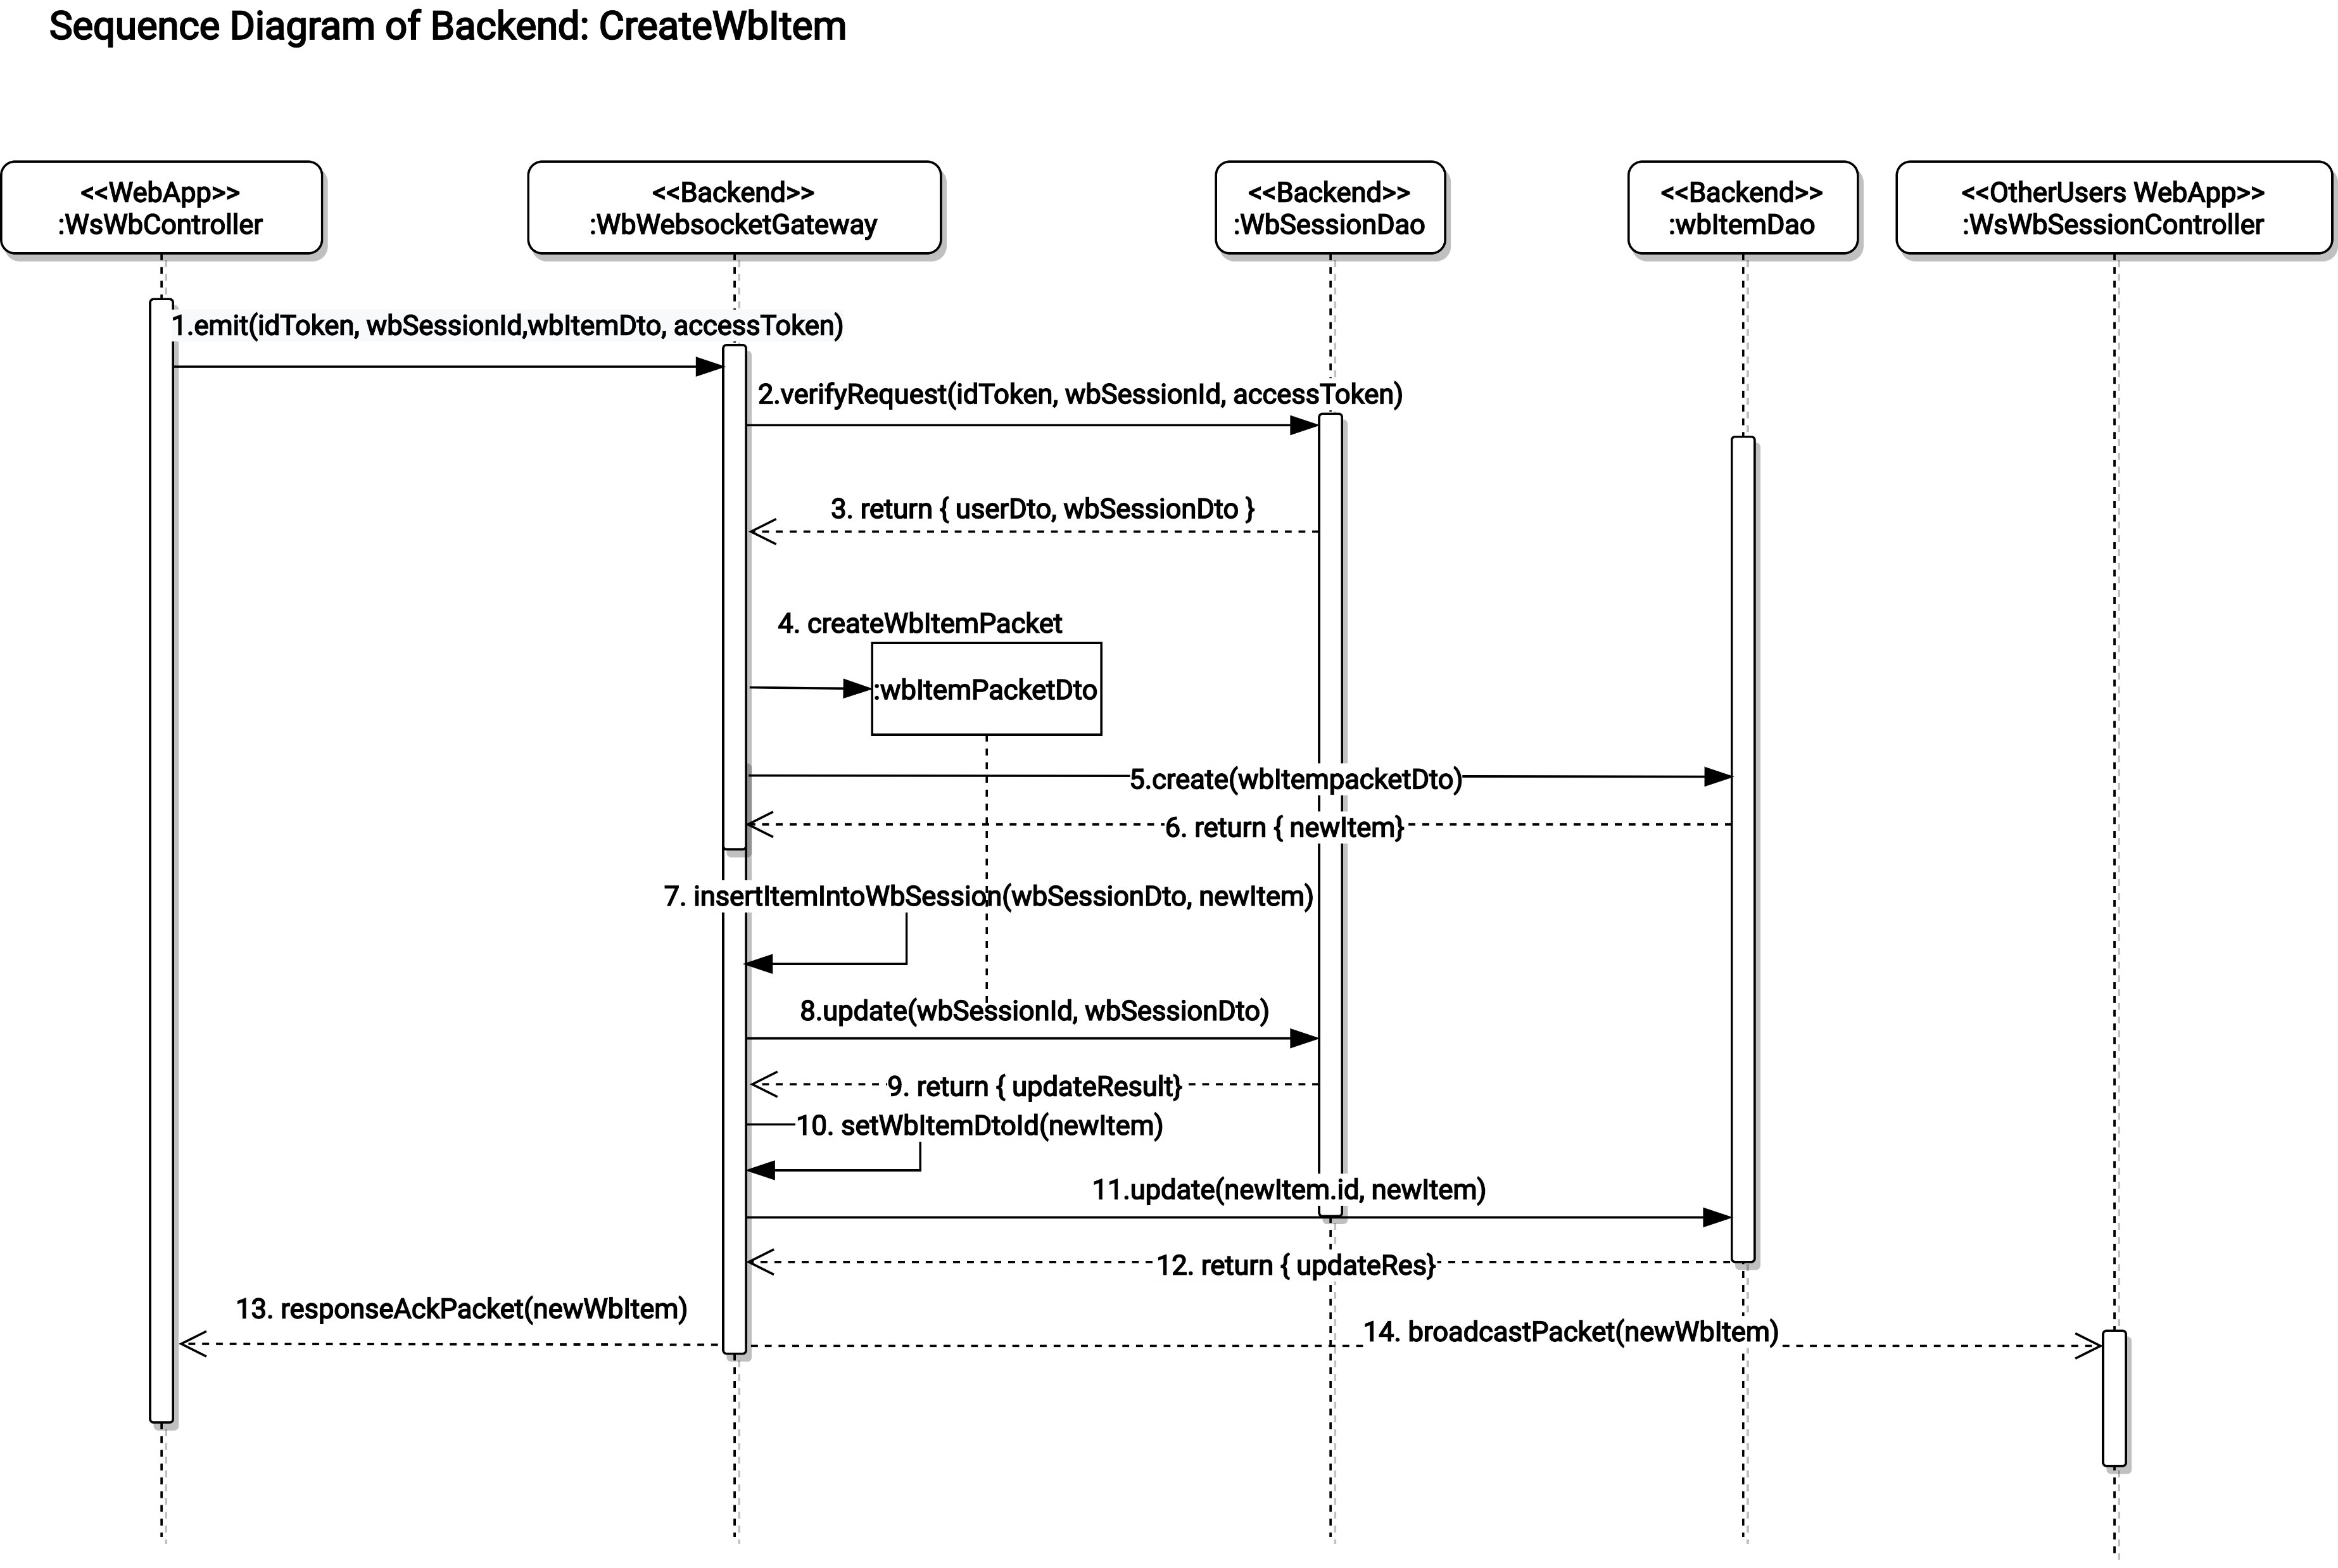 Sequence Diagram of Backend: CreateWbItem
<<WebApp>>
:WsWbController
<<Backend>>
:WbWebsocketGateway
<<Backend>>
:WbSessionDao
<<Backend>>
:wbItemDao
<<OtherUsers WebApp>>
:WsWbSessionController
1.emit(idToken, wbSessionId,wbItemDto, accessToken)
2.verifyRequest(idToken, wbSessionId, accessToken)
3. return { userDto, wbSessionDto }
4. createWbItemPacket
:wbItemPacketDto
5.create(wbItempacketDto)
6. return { newItem}
7. insertItemIntoWbSession(wbSessionDto, newItem)
8.update(wbSessionId, wbSessionDto)
9. return { updateResult}
10. setWbItemDtoId(newItem)
11.update(newItem.id, newItem)
12. return { updateRes}
13. responseAckPacket(newWbItem)
14. broadcastPacket(newWbItem)